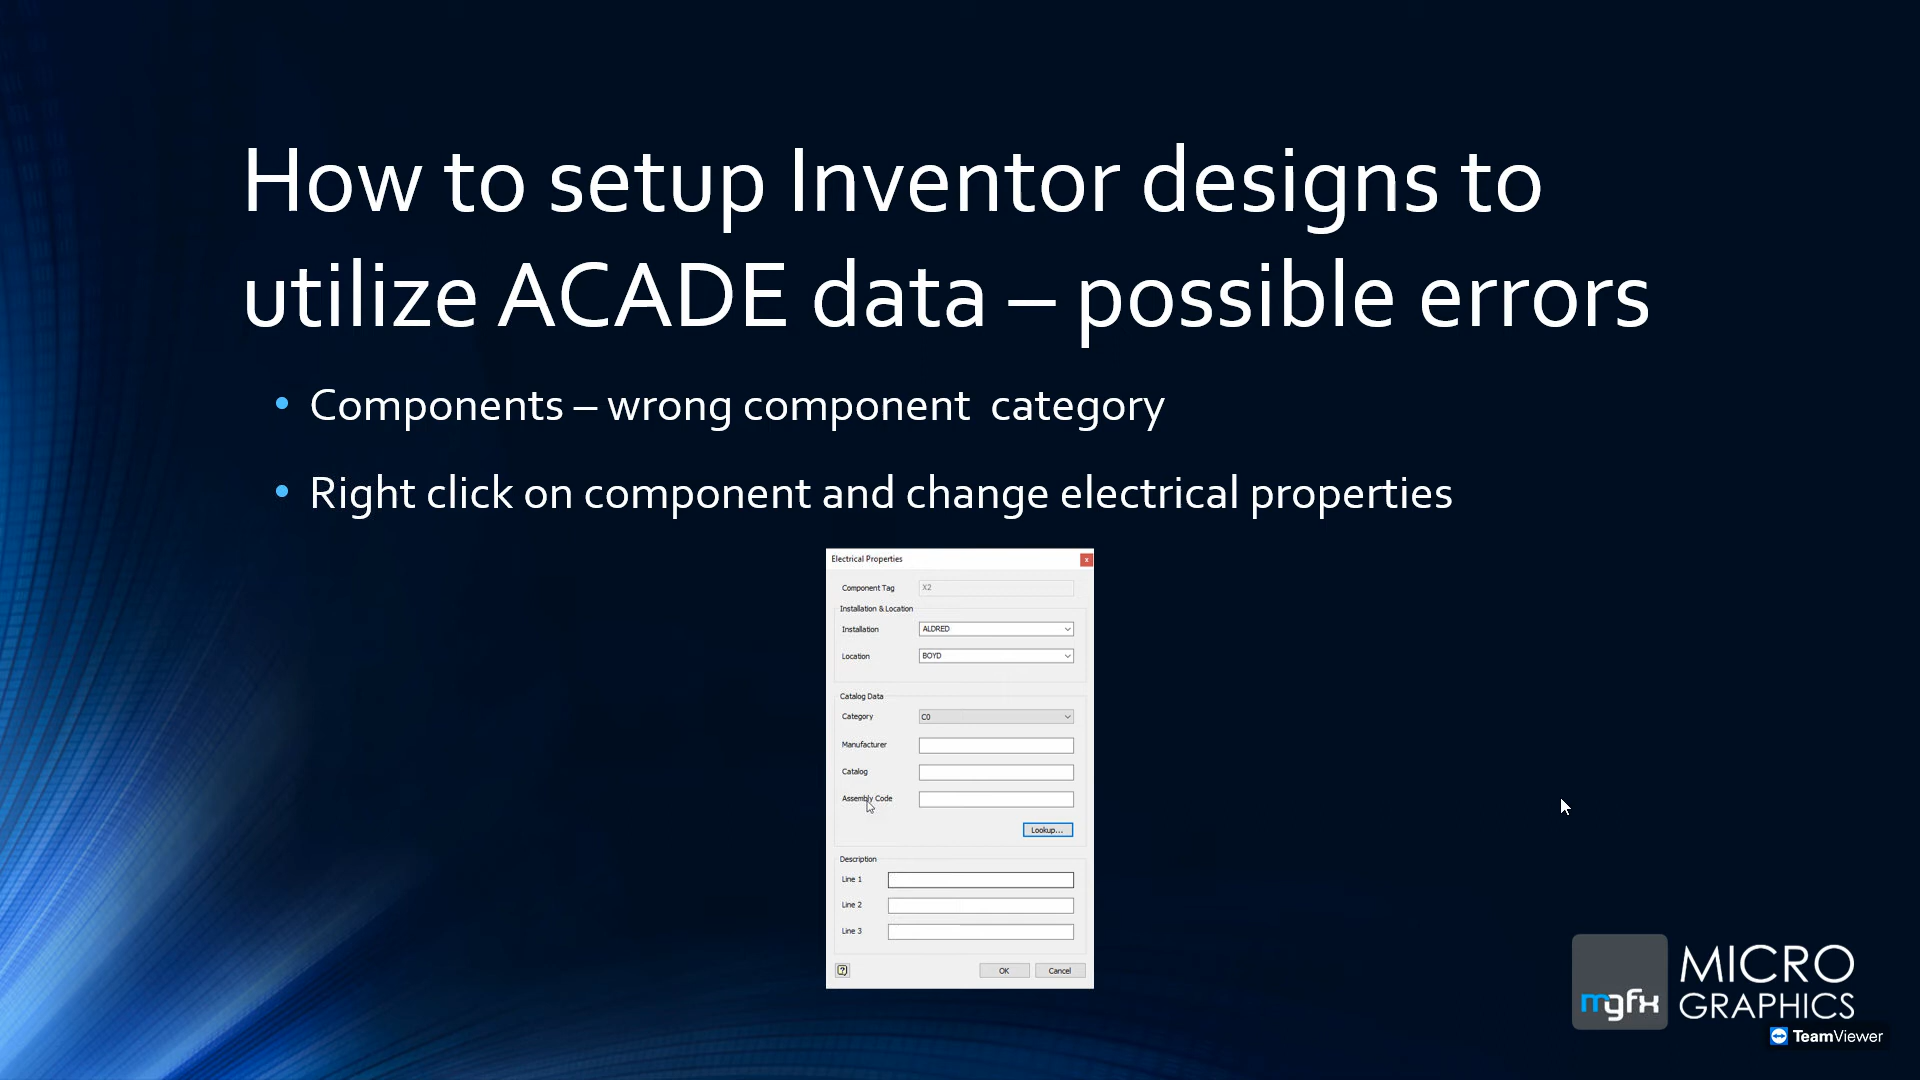 How to setup Inventor designs to
utilize ACADE data – possible errors
• Components – wrong component  category
• Right click on component and change electrical properties
Electrical Properties
x
Component Tag X2
Installation & Location
Installation ALDRED
Location BOYD
Catalog Data
Category C0
Manufacturer
Catalog
Assembly Code
Lookup...
Description
Line 1
Line 2
Line 3
? OK Cancel
mgfx MICRO
GRAPHICS
TeamViewer